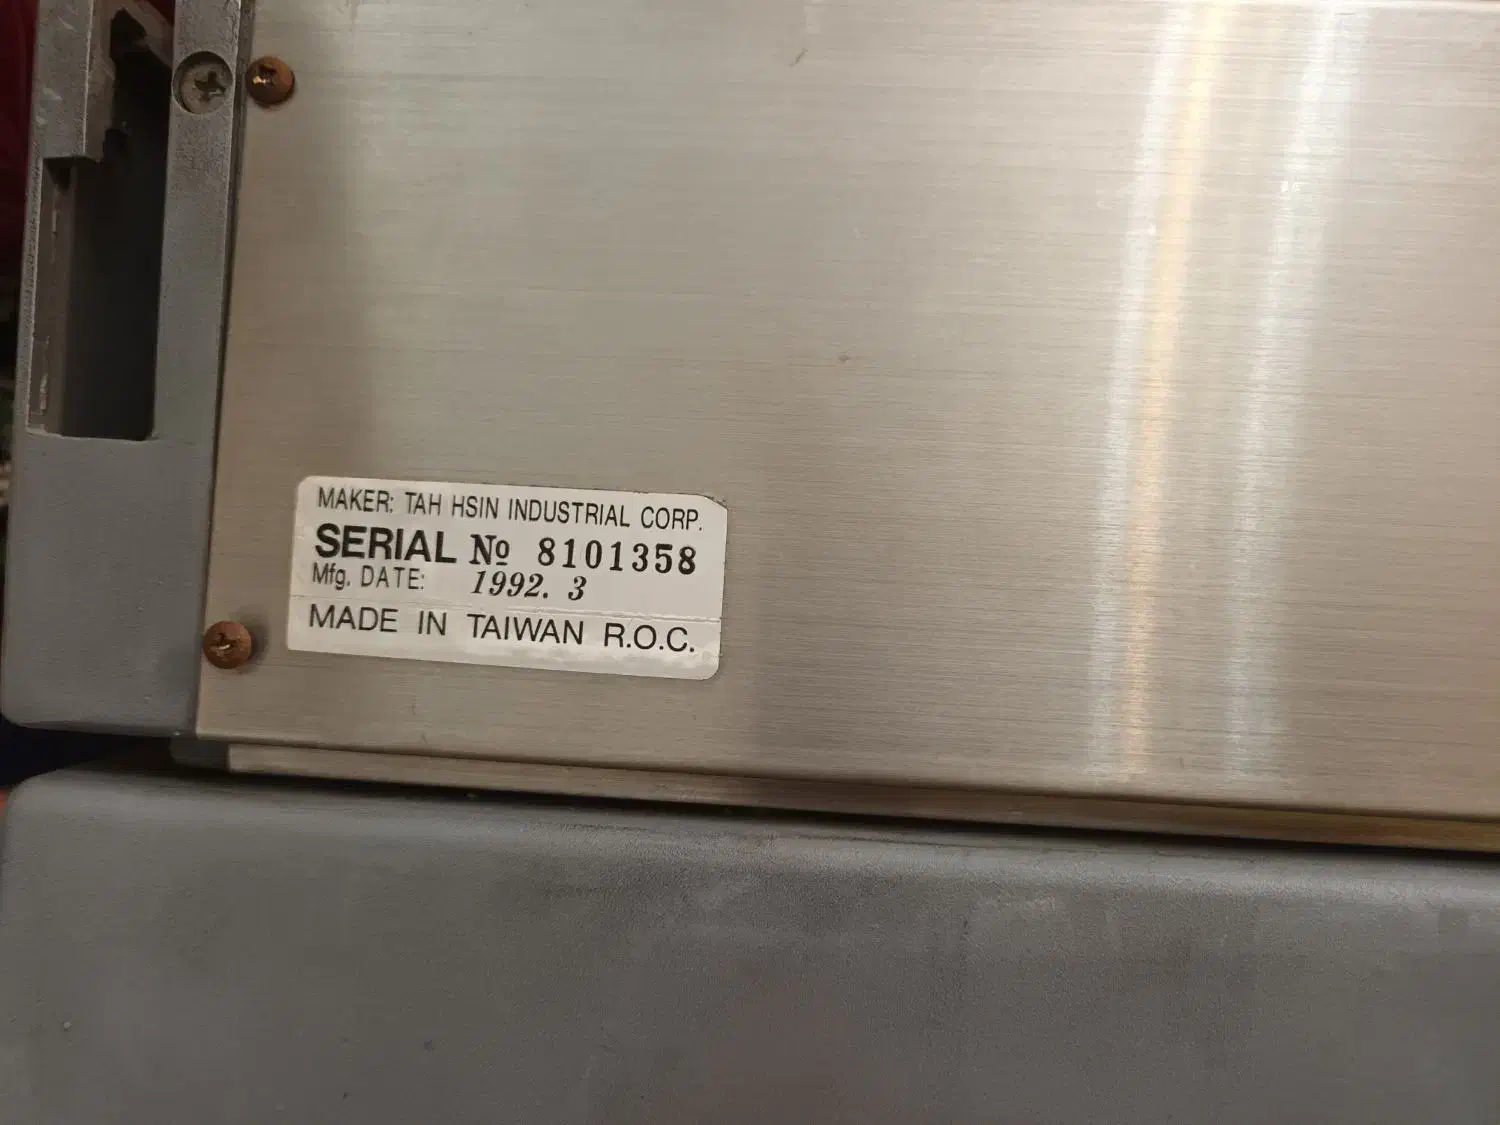 MAKER: TAH HSIN INDUSTRIAL CORP.
SERIAL № 8101358
Mfg. DATE: 1992. 3
MADE IN TAIWAN R.O.C.